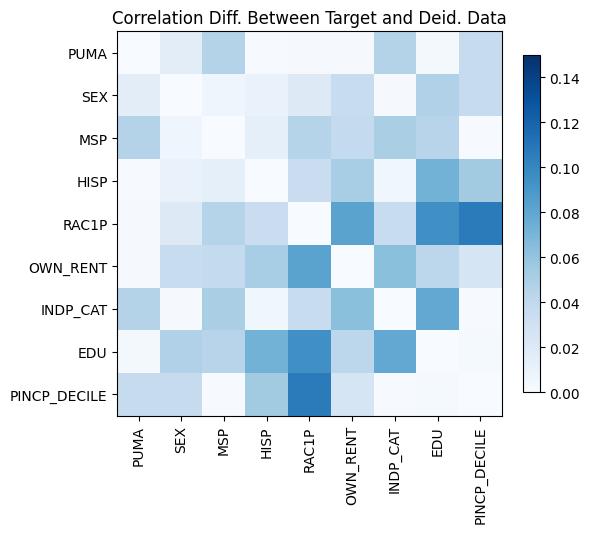 Correlation Diff. Between Target and Deid. Data
PUMA
SEX
MSP
HISP
RAC1P
OWN_RENT
INDP_CAT
EDU
PINCP_DECILE
PUMA
SEX
MSP
HISP
RAC1P
OWN_RENT
INDP_CAT
EDU
PINCP_DECILE
0.14
0.12
0.10
0.08
0.06
0.04
0.02
0.00